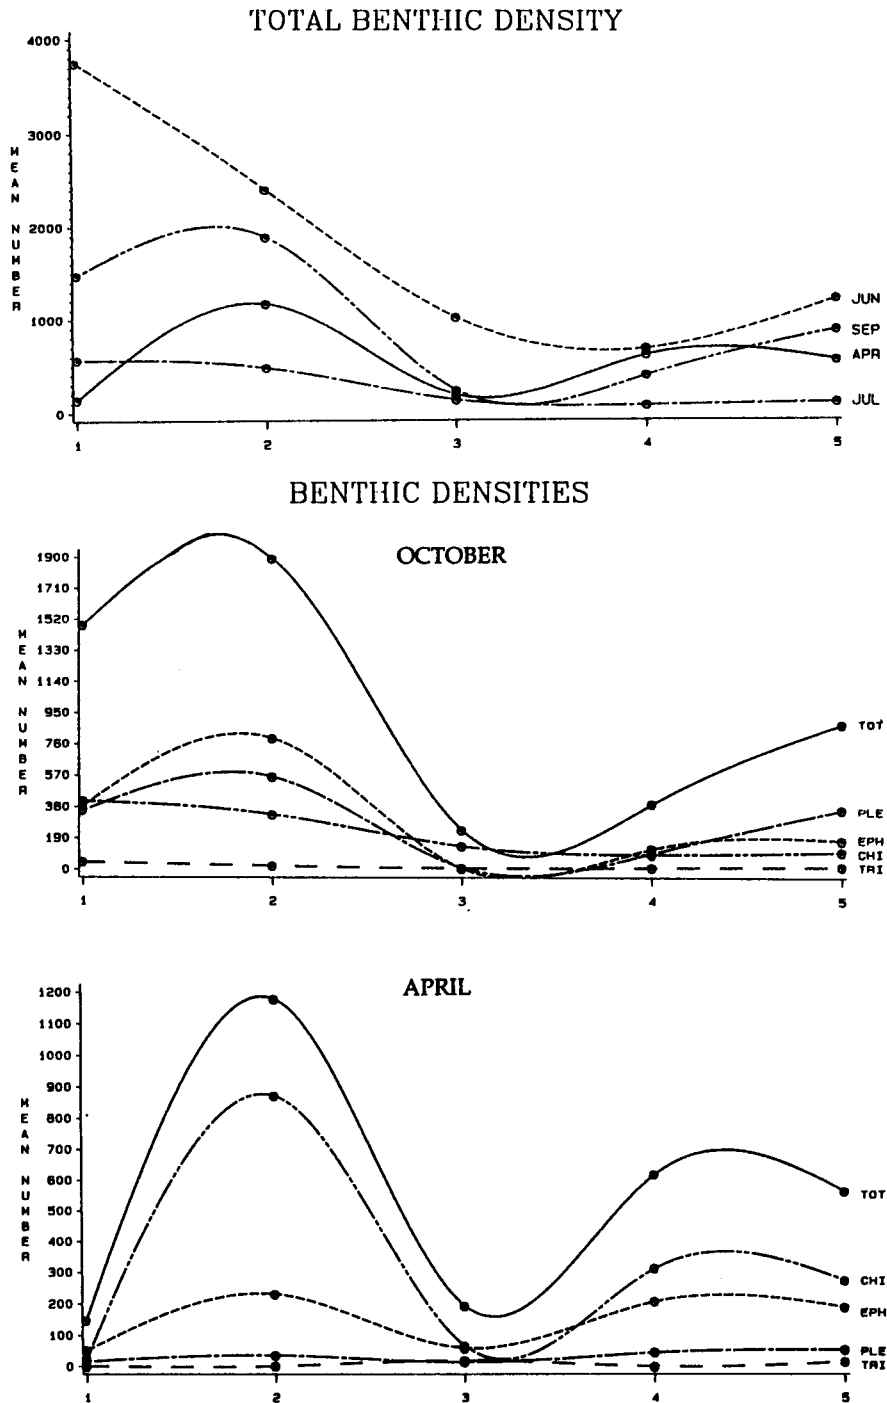 TOTAL BENTHIC DENSITY
4000
3000
2000
1000
0
MEAN NUMBER
JUN
SEP
APR
JUL
1 2 3 4 5
BENTHIC DENSITIES
OCTOBER
1900
1710
1520
1330
1140
950
760
570
380
190
0
MEAN NUMBER
TOT
PLE
EPH
CHI
TRI
1 2 3 4 5
APRIL
1200
1100
1000
900
800
700
600
500
400
300
200
100
0
MEAN NUMBER
TOT
CHI
EPH
PLE
TRI
1 2 3 4 5